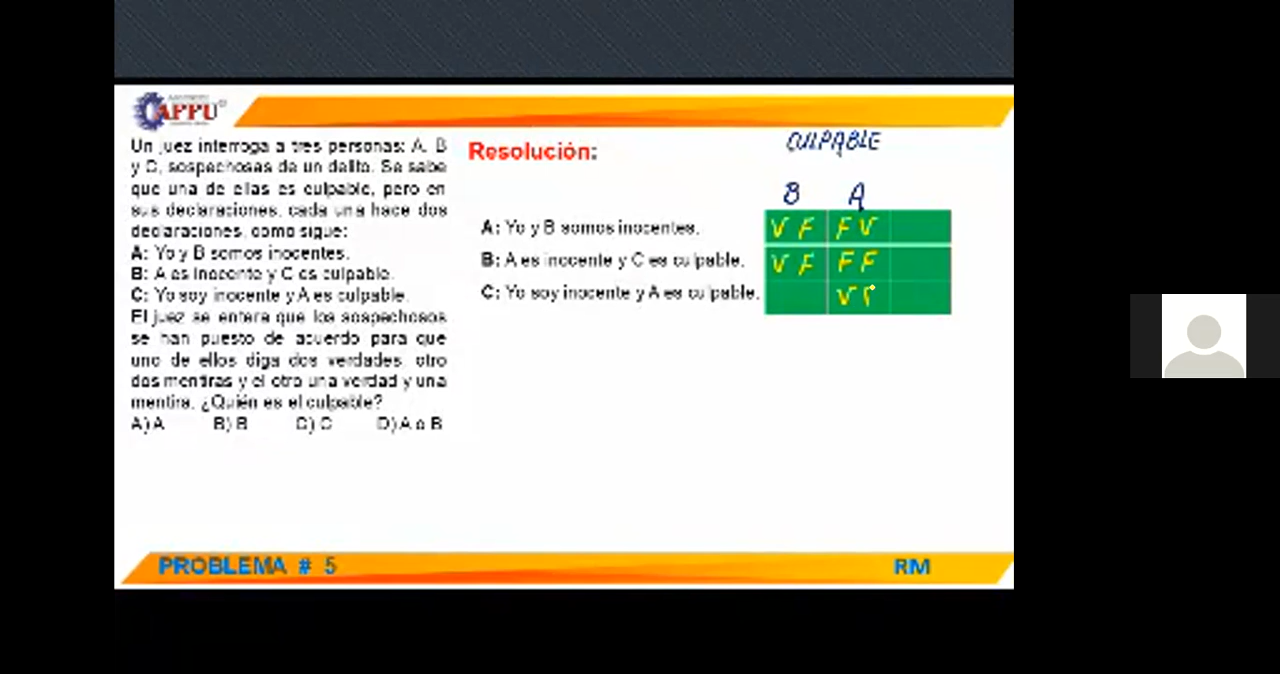 CAPPU
Un juez interroga a tres personas: A, B
y C, sospechosas de un delito. Se sabe
que una de ellas es culpable, pero en
sus declaraciones, cada una hace dos
declaraciones, como sigue:
A: Yo y B somos inocentes.
B: A es inocente y C es culpable.
C: Yo soy inocente y A es culpable.
El juez se entera que los sospechosos
se han puesto de acuerdo para que
uno de ellos diga dos verdades, otro
dos mentiras y el otro una verdad y una
mentira. ¿Quién es el culpable?
A) A B) B C) C D) A o B
Resolución:
CULPABLE
B A
A: Yo y B somos inocentes. V F F V
B: A es inocente y C es culpable. V F F F
C: Yo soy inocente y A es culpable. V
PROBLEMA # 5
RM